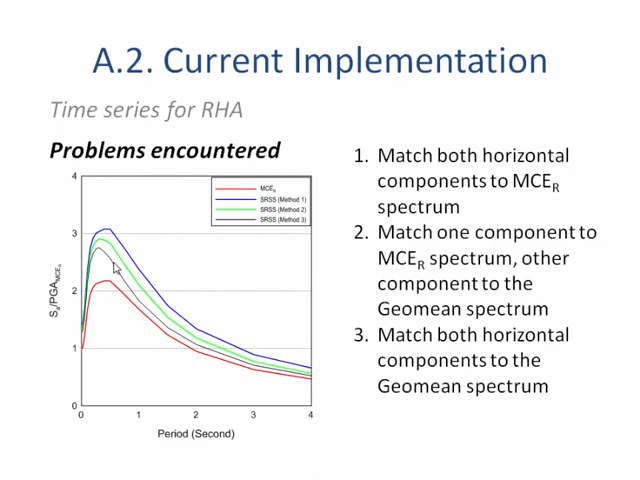 A.2. Current Implementation
Time series for RHA
Problems encountered
4
3
2
1
0
Sa/PGAMCER
MCER
SRSS (Method 1)
SRSS (Method 2)
SRSS (Method 3)
0 1 2 3 4
Period (Second)
1. Match both horizontal
components to MCER
spectrum
2. Match one component to
MCER spectrum, other
component to the
Geomean spectrum
3. Match both horizontal
components to the
Geomean spectrum